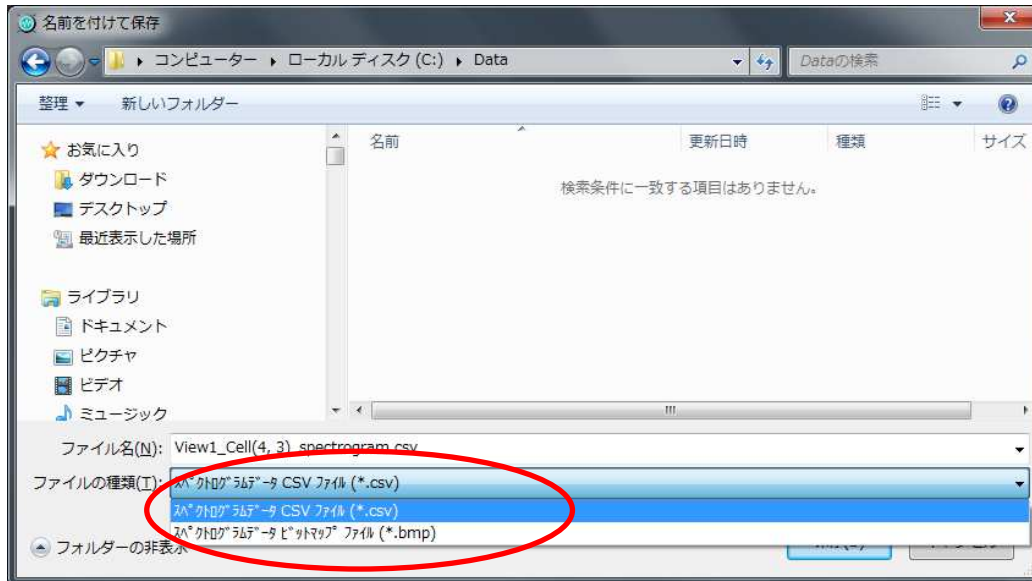 名前を付けて保存
コンピューター ▸ ローカル ディスク (C:) ▸ Data
Dataの検索
整理 ▼ 新しいフォルダー
お気に入り
ダウンロード
デスクトップ
最近表示した場所
ライブラリ
ドキュメント
ピクチャ
ビデオ
ミュージック
名前 更新日時 種類 サイズ
検索条件に一致する項目はありません。
ファイル名(N): View1_Cell(4, 3)_spectrogram.csv
ファイルの種類(T): ｽﾍﾟｸﾄﾛｸﾞﾗﾑﾃﾞｰﾀ CSV ﾌｧｲﾙ (*.csv)
ｽﾍﾟｸﾄﾛｸﾞﾗﾑﾃﾞｰﾀ CSV ﾌｧｲﾙ (*.csv)
ｽﾍﾟｸﾄﾛｸﾞﾗﾑﾃﾞｰﾀ ﾋﾞｯﾄﾏｯﾌﾟ ﾌｧｲﾙ (*.bmp)
フォルダーの非表示